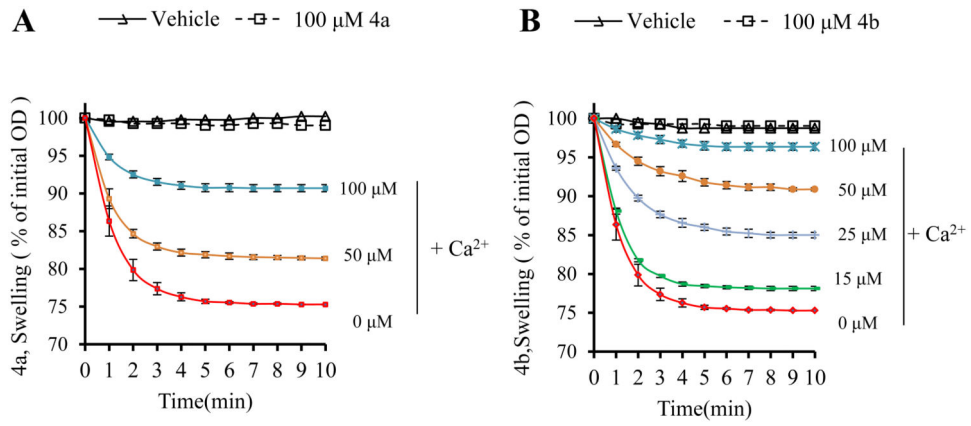 A
Vehicle
100 μM 4a
4a, Swelling ( % of initial OD )
100
95
90
85
80
75
70
0 1 2 3 4 5 6 7 8 9 10
Time(min)
100 μM
50 μM
0 μM
+ Ca²⁺
B
Vehicle
100 μM 4b
4b,Swelling ( % of initial OD )
100
95
90
85
80
75
70
0 1 2 3 4 5 6 7 8 9 10
Time(min)
100 μM
50 μM
25 μM
15 μM
0 μM
+ Ca²⁺